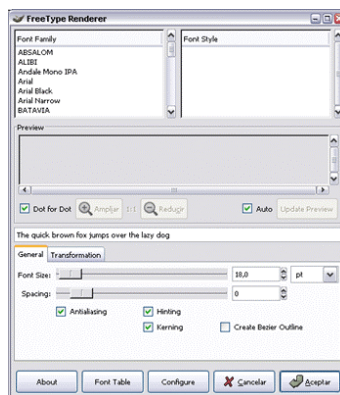 FreeType Renderer
Font Family Font Style
ABSALOM
ALIBI
Andale Mono IPA
Arial
Arial Black
Arial Narrow
BATAVIA
Preview
Dot for Dot Ampliar 1:1 Reducir Auto Update Preview
The quick brown fox jumps over the lazy dog
General Transformation
Font Size: 18,0 pt
Spacing: 0
Antialiasing Hinting
Kerning Create Bezier Outline
About Font Table Configure Cancelar Aceptar